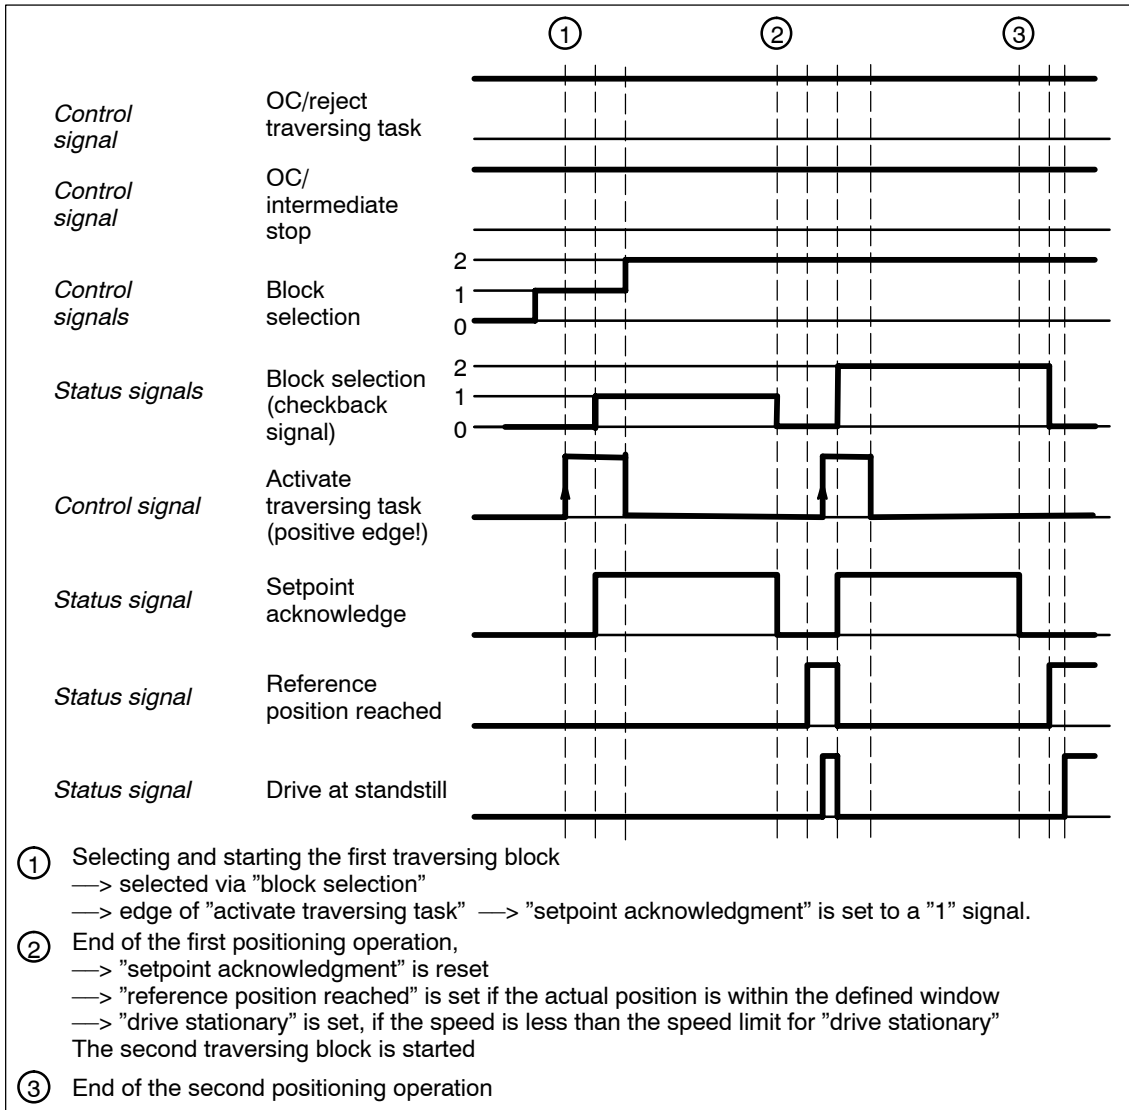 1 2 3
Control signal
OC/reject traversing task
Control signal
OC/ intermediate stop
Control signals
Block selection
2
1
0
Status signals
Block selection (checkback signal)
2
1
0
Control signal
Activate traversing task (positive edge!)
Status signal
Setpoint acknowledge
Status signal
Reference position reached
Status signal
Drive at standstill
1 Selecting and starting the first traversing block
—> selected via ”block selection”
—> edge of ”activate traversing task” —> ”setpoint acknowledgment” is set to a ”1” signal.
2 End of the first positioning operation,
—> ”setpoint acknowledgment” is reset
—> ”reference position reached” is set if the actual position is within the defined window
—> ”drive stationary” is set, if the speed is less than the speed limit for ”drive stationary”
The second traversing block is started
3 End of the second positioning operation